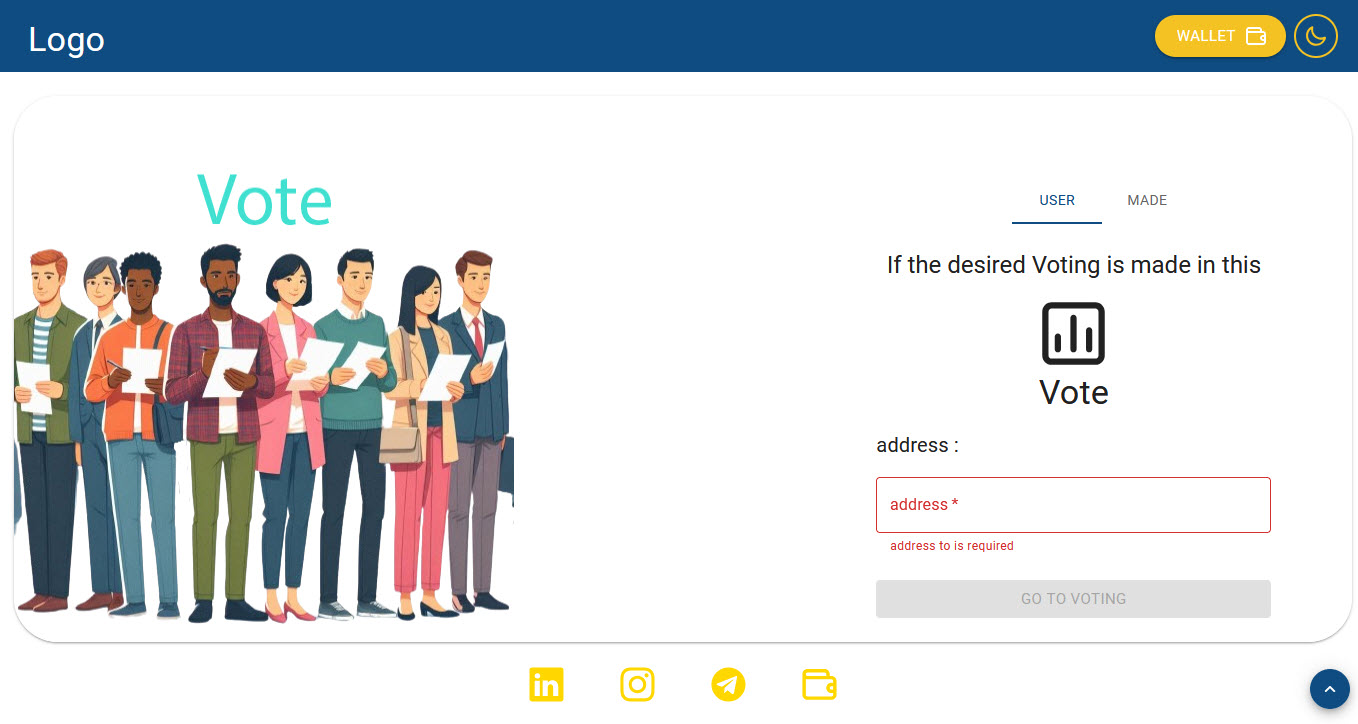 Logo
WALLET
Vote
USER MADE
If the desired Voting is made in this
Vote
address :
address *
address to is required
GO TO VOTING
in